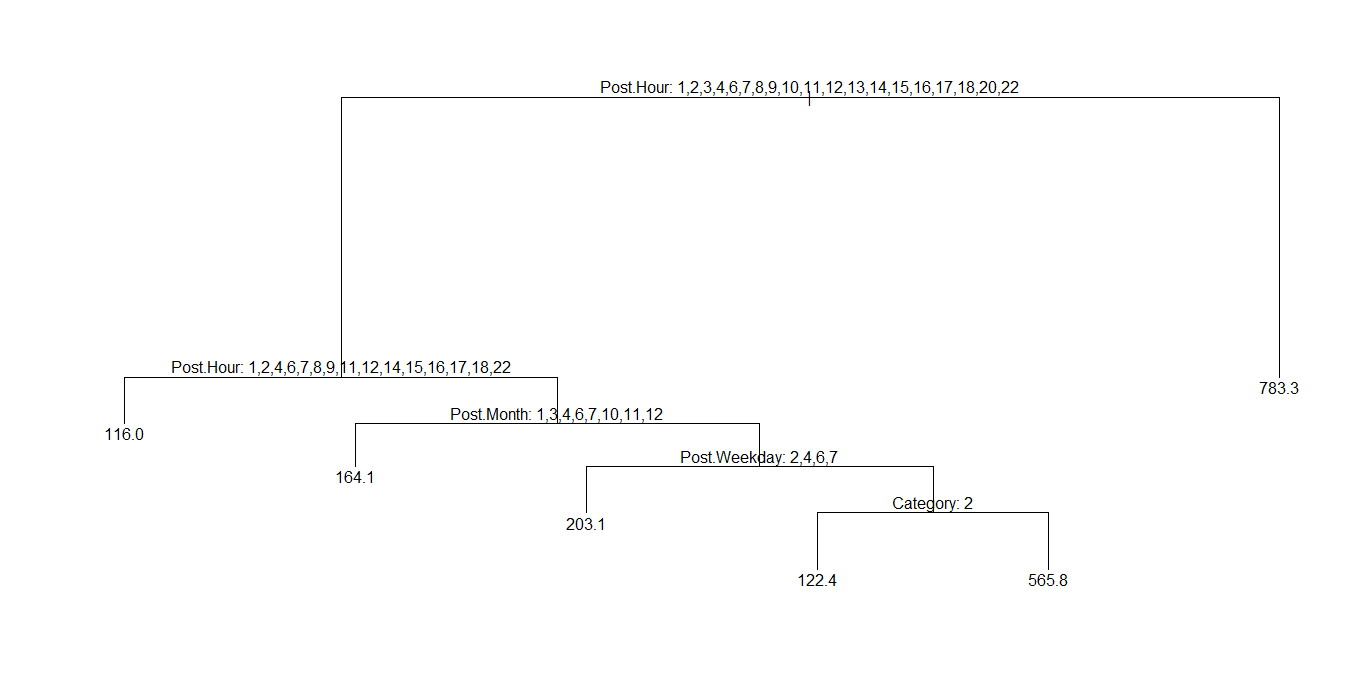 Post.Hour: 1,2,3,4,6,7,8,9,10,11,12,13,14,15,16,17,18,20,22
Post.Hour: 1,2,4,6,7,8,9,11,12,14,15,16,17,18,22
783.3
Post.Month: 1,3,4,6,7,10,11,12
116.0
Post.Weekday: 2,4,6,7
164.1
Category: 2
203.1
122.4
565.8